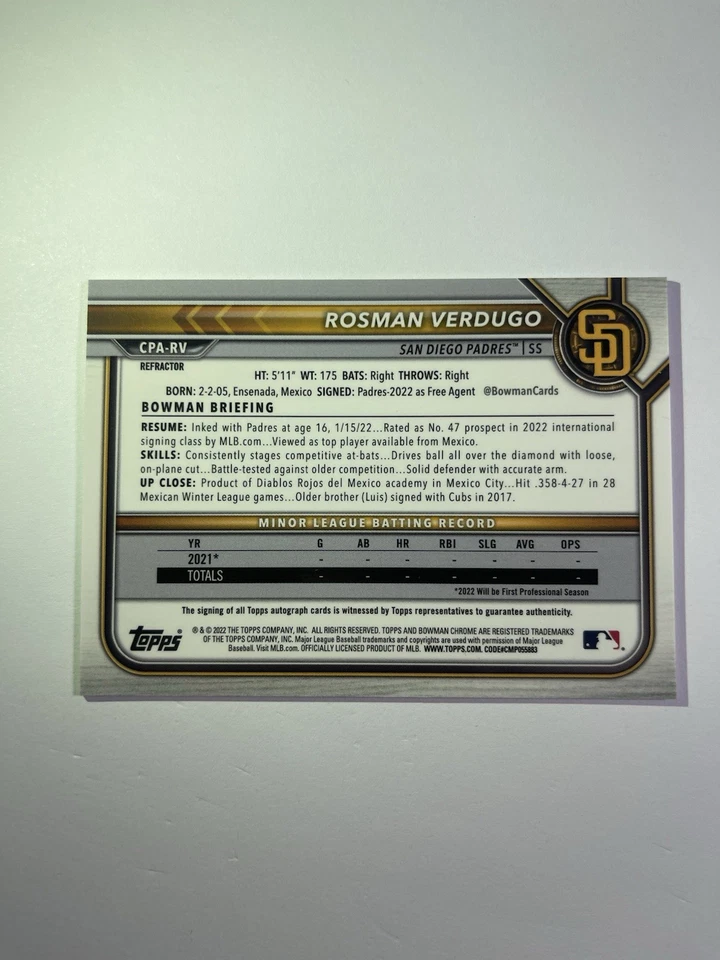 ROSMAN VERDUGO
SD
CPA-RV
SAN DIEGO PADRES™ | SS
REFRACTOR
HT: 5'11" WT: 175 BATS: Right THROWS: Right
BORN: 2-2-05, Ensenada, Mexico SIGNED: Padres-2022 as Free Agent @BowmanCards
BOWMAN BRIEFING
RESUME: Inked with Padres at age 16, 1/15/22...Rated as No. 47 prospect in 2022 international
signing class by MLB.com...Viewed as top player available from Mexico.
SKILLS: Consistently stages competitive at-bats...Drives ball all over the diamond with loose,
on-plane cut...Battle-tested against older competition...Solid defender with accurate arm.
UP CLOSE: Product of Diablos Rojos del Mexico academy in Mexico City...Hit .358-4-27 in 28
Mexican Winter League games...Older brother (Luis) signed with Cubs in 2017.
MINOR LEAGUE BATTING RECORD
YR G AB HR RBI SLG AVG OPS
2021* - - - - - - -
TOTALS - - - - - - -
*2022 Will be First Professional Season
The signing of all Topps autograph cards is witnessed by Topps representatives to guarantee authenticity.
topps®
® & © 2022 THE TOPPS COMPANY, INC. ALL RIGHTS RESERVED. TOPPS AND BOWMAN CHROME ARE REGISTERED TRADEMARKS
OF THE TOPPS COMPANY, INC. Major League Baseball trademarks and copyrights are used with permission of Major League
Baseball. Visit MLB.com. OFFICIALLY LICENSED PRODUCT OF MLB. WWW.TOPPS.COM. CODE#CMP055883